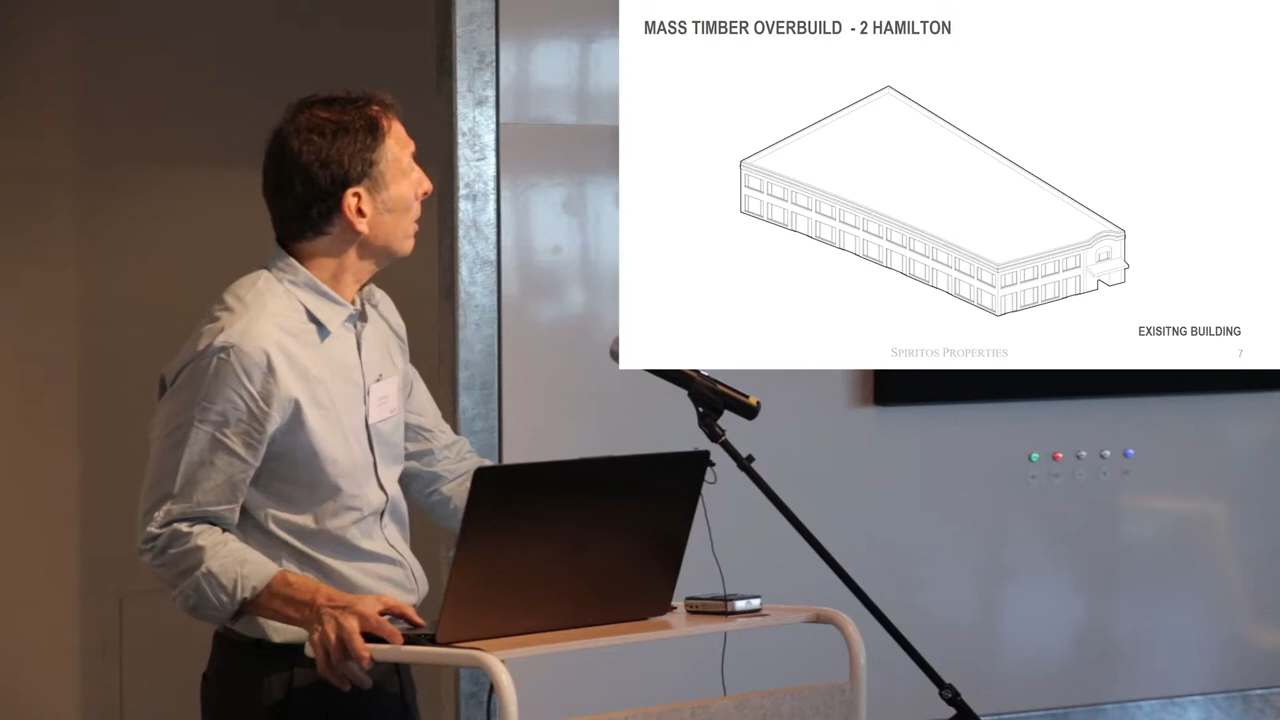 MASS TIMBER OVERBUILD - 2 HAMILTON
EXISITNG BUILDING
SPIRITOS PROPERTIES
7